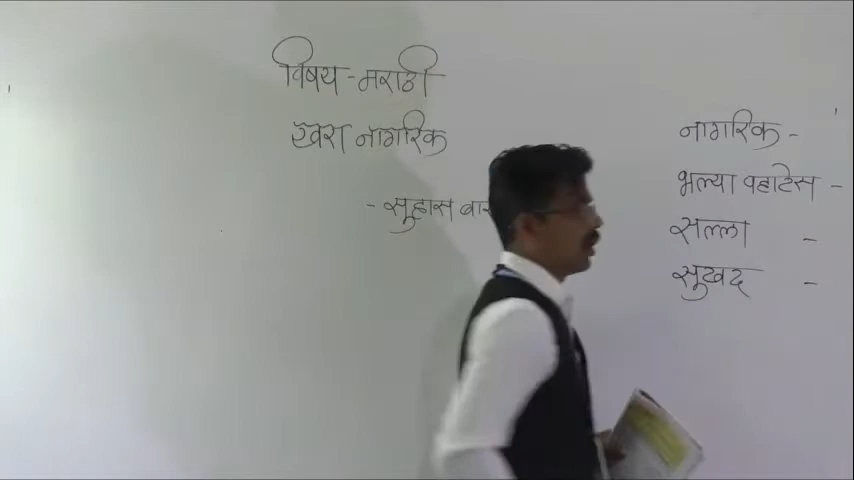 विषय - मराठी
खरा नागरिक
- सुहास
नागरिक -
भल्या पहाटेस -
सल्ला -
सुखद -